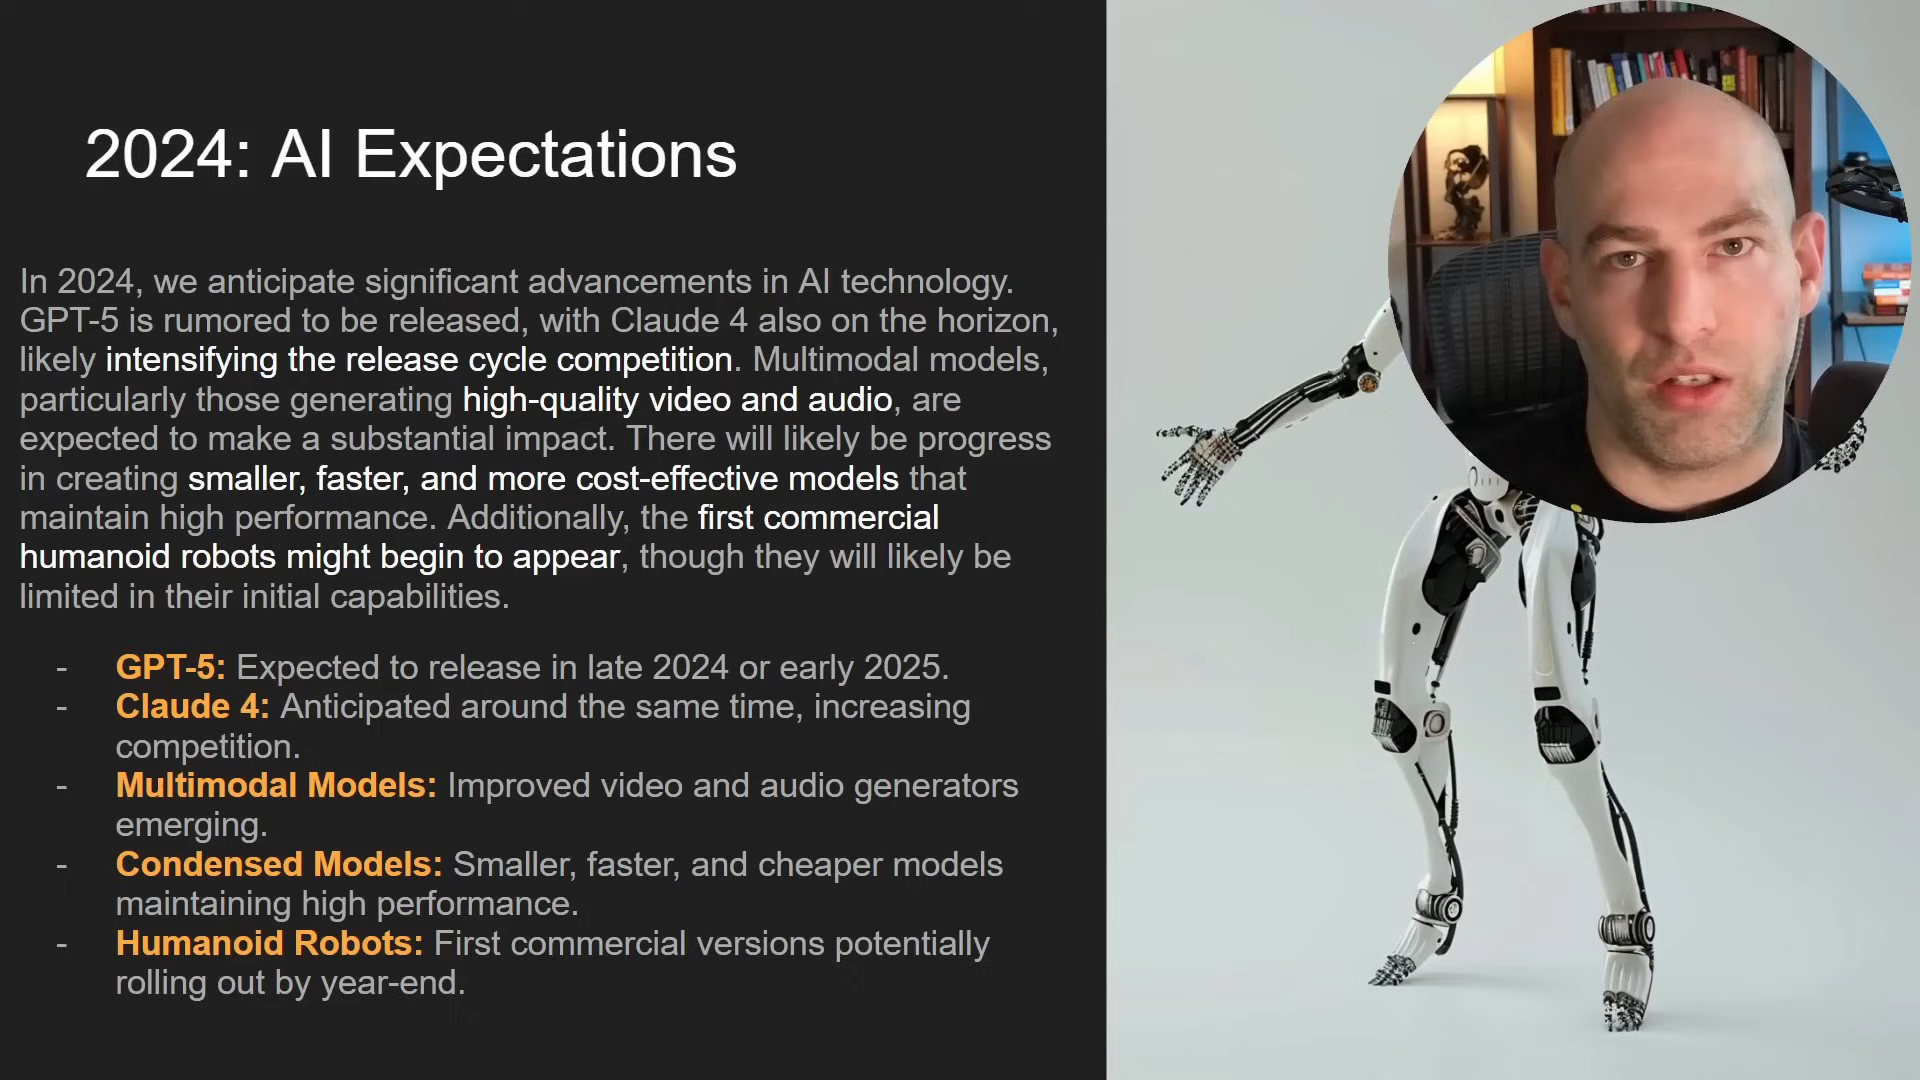 2024: AI Expectations
In 2024, we anticipate significant advancements in AI technology.
GPT-5 is rumored to be released, with Claude 4 also on the horizon,
likely intensifying the release cycle competition. Multimodal models,
particularly those generating high-quality video and audio, are
expected to make a substantial impact. There will likely be progress
in creating smaller, faster, and more cost-effective models that
maintain high performance. Additionally, the first commercial
humanoid robots might begin to appear, though they will likely be
limited in their initial capabilities.
- GPT-5: Expected to release in late 2024 or early 2025.
- Claude 4: Anticipated around the same time, increasing
competition.
- Multimodal Models: Improved video and audio generators
emerging.
- Condensed Models: Smaller, faster, and cheaper models
maintaining high performance.
- Humanoid Robots: First commercial versions potentially
rolling out by year-end.